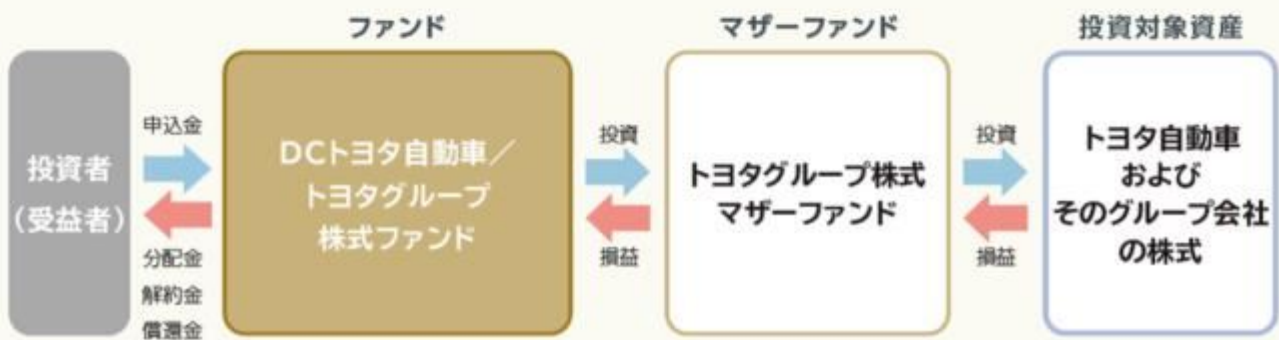 ファンド
マザーファンド
投資対象資産
投資者
(受益者)
申込金
分配金
解約金
償還金
DCトヨタ自動車／
トヨタグループ
株式ファンド
投資
損益
トヨタグループ株式
マザーファンド
投資
損益
トヨタ自動車
および
そのグループ会社
の株式